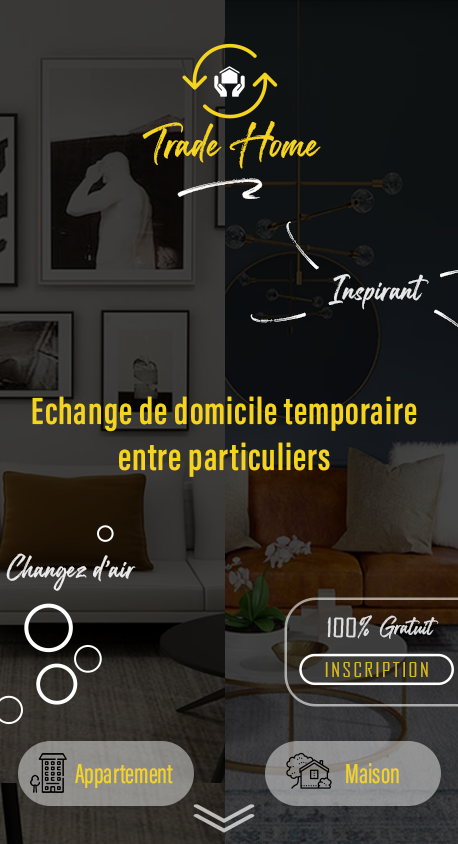 Trade Home
Inspirant
Echange de domicile temporaire
entre particuliers
Changez d'air
100% Gratuit
INSCRIPTION
Appartement
Maison